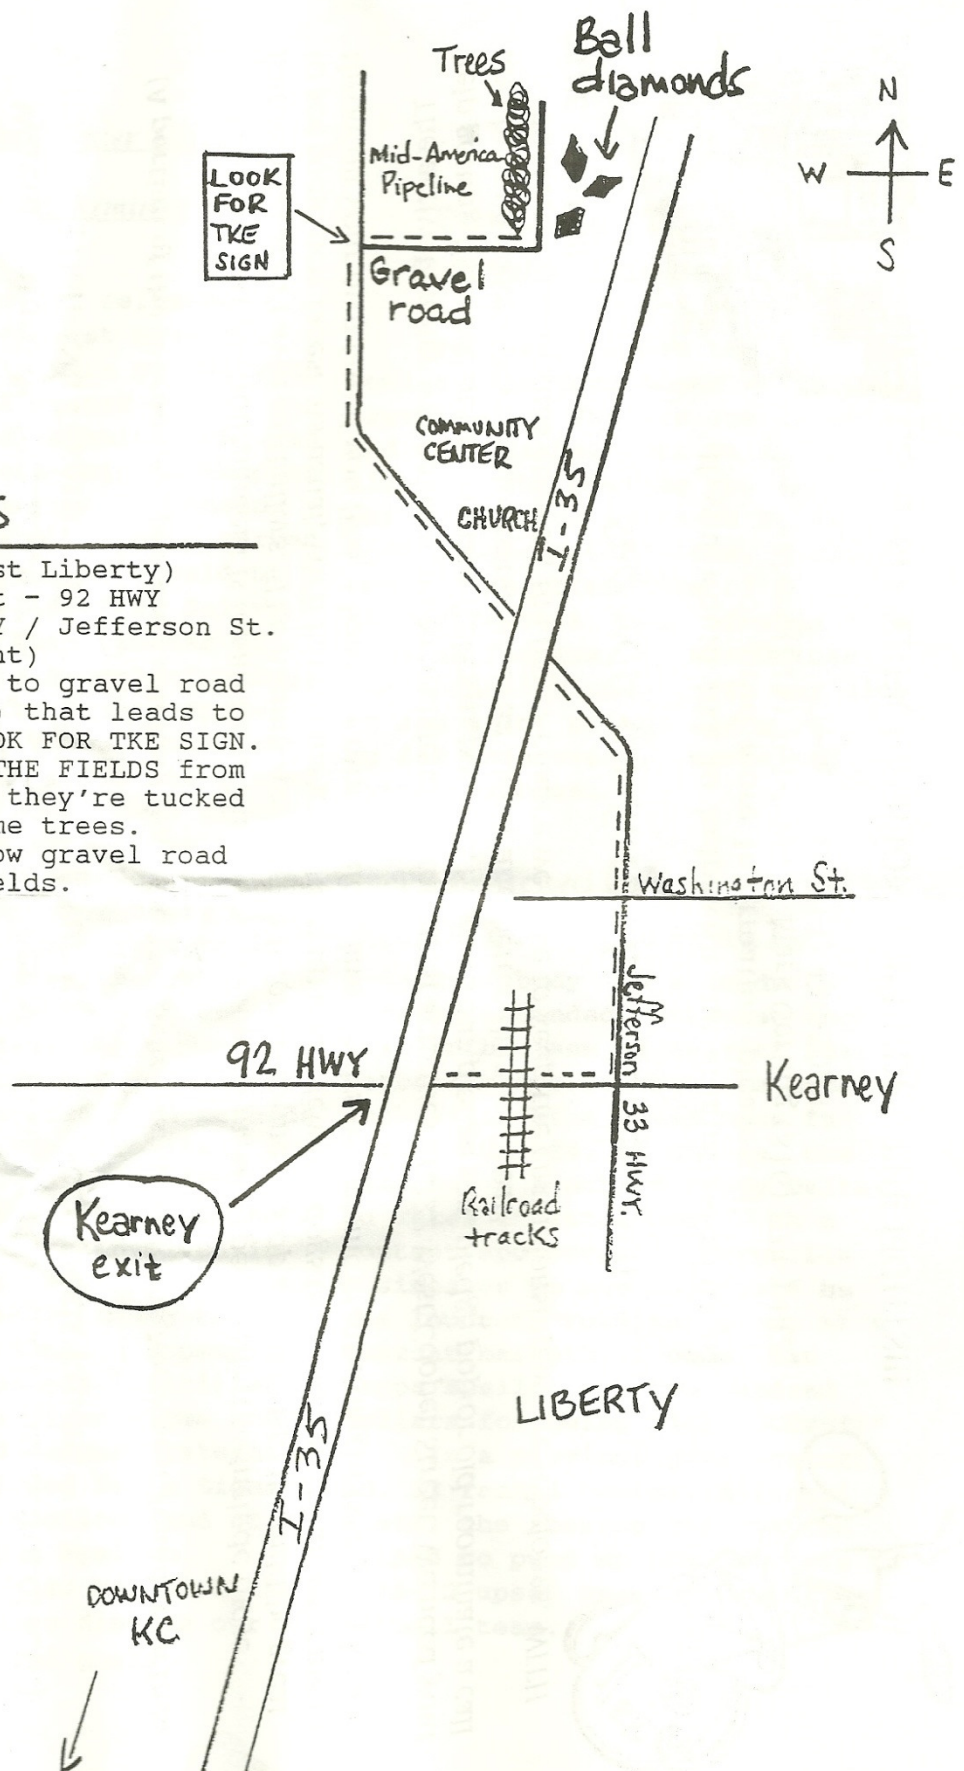 Ball
diamonds
Trees
N
W E
S
Mid-America
Pipeline
LOOK
FOR
TKE
SIGN
Gravel
road
COMMUNITY
CENTER
CHURCH
I-35
st Liberty)
t - 92 HWY
Y / Jefferson St.
nt)
to gravel road
that leads to
OK FOR TKE SIGN.
THE FIELDS from
they're tucked
ne trees.
ow gravel road
elds.
Washington St.
Jefferson
92 HWY
Kearney
33 HWY.
Kearney
exit
Railroad
tracks
LIBERTY
I-35
DOWNTOWN
KC